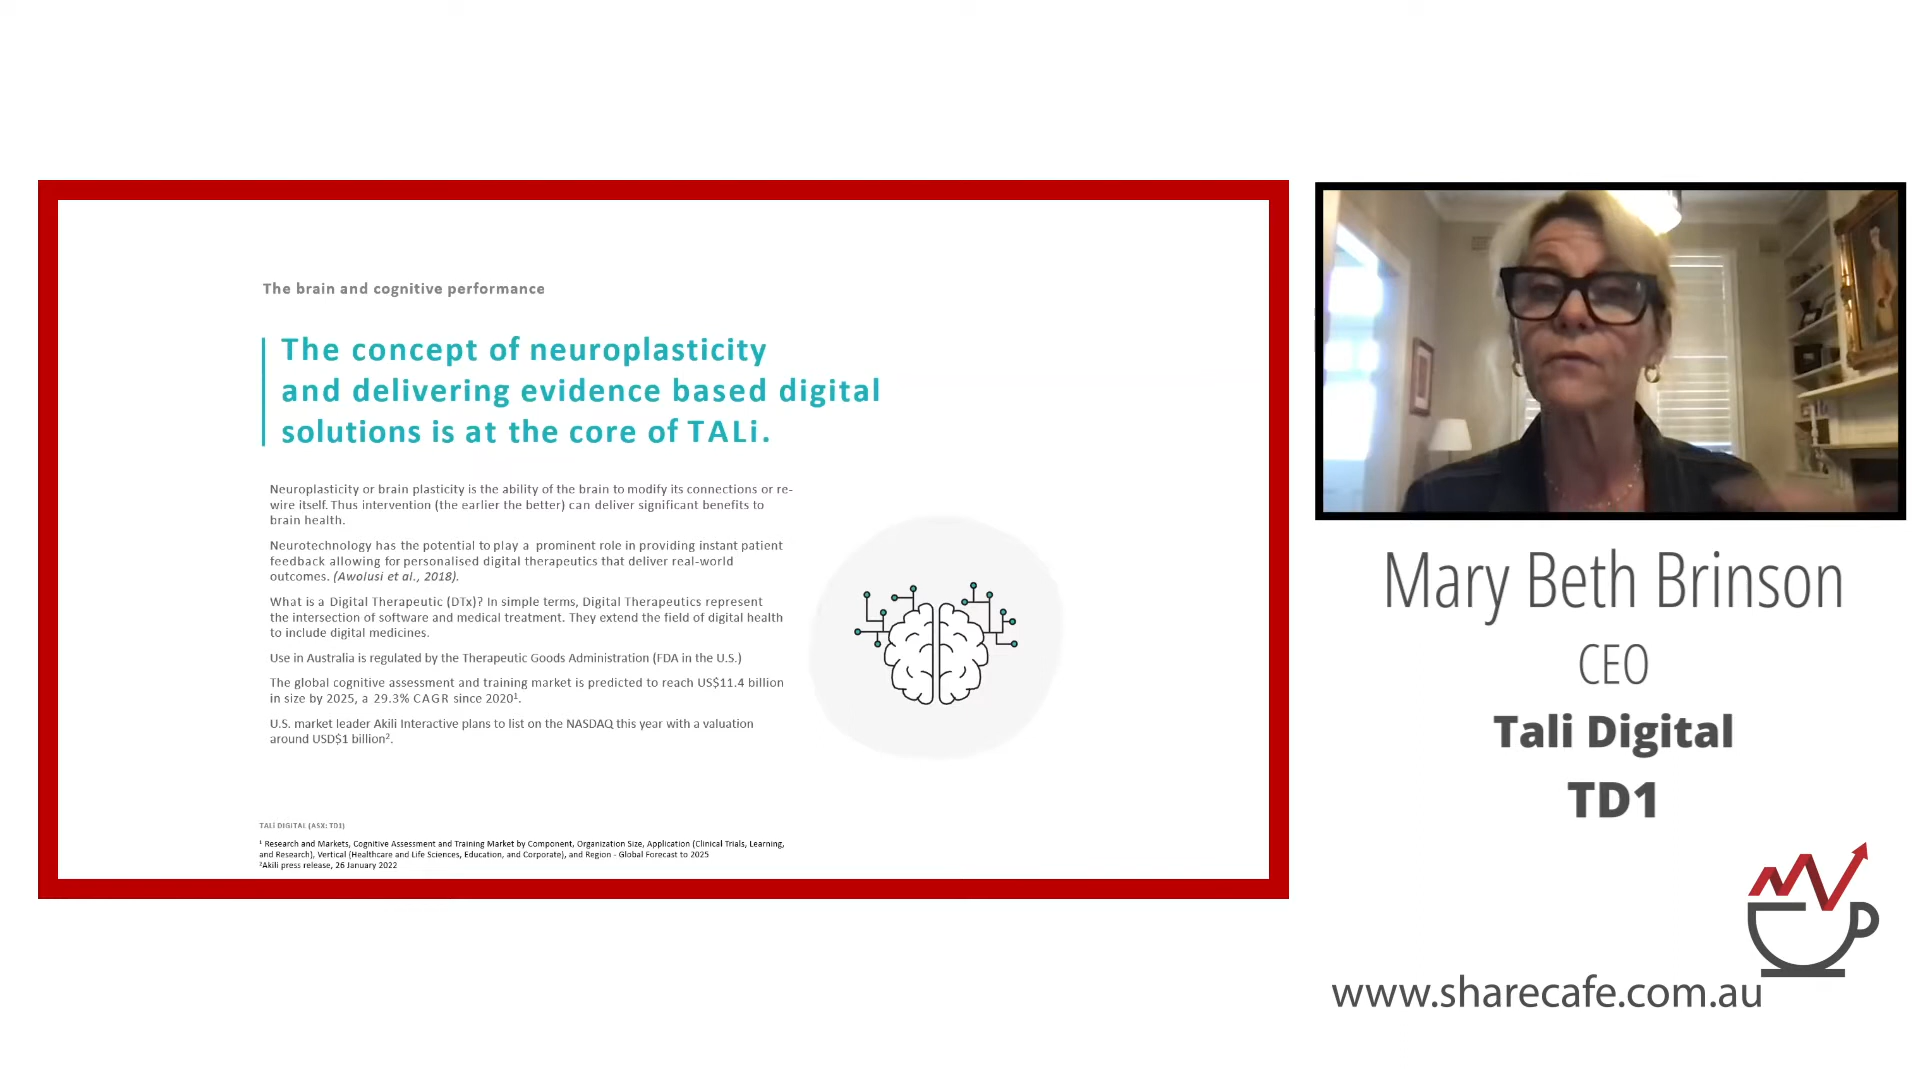 The brain and cognitive performance
The concept of neuroplasticity
and delivering evidence based digital
solutions is at the core of TALi.
Neuroplasticity or brain plasticity is the ability of the brain to modify its connections or re-
wire itself. Thus intervention (the earlier the better) can deliver significant benefits to
brain health.
Neurotechnology has the potential to play a prominent role in providing instant patient
feedback allowing for personalised digital therapeutics that deliver real-world
outcomes. (Awolusi et al., 2018).
What is a Digital Therapeutic (DTx)? In simple terms, Digital Therapeutics represent
the intersection of software and medical treatment. They extend the field of digital health
to include digital medicines.
Use in Australia is regulated by the Therapeutic Goods Administration (FDA in the U.S.)
The global cognitive assessment and training market is predicted to reach US$11.4 billion
in size by 2025, a 29.3% CAGR since 2020¹.
U.S. market leader Akili Interactive plans to list on the NASDAQ this year with a valuation
around USD$1 billion².
TALi DIGITAL (ASX: TD1)
¹ Research and Markets, Cognitive Assessment and Training Market by Component, Organization Size, Application (Clinical Trials, Learning,
and Research), Vertical (Healthcare and Life Sciences, Education, and Corporate), and Region - Global Forecast to 2025
²Akili press release, 26 January 2022
Mary Beth Brinson
CEO
Tali Digital
TD1
www.sharecafe.com.au